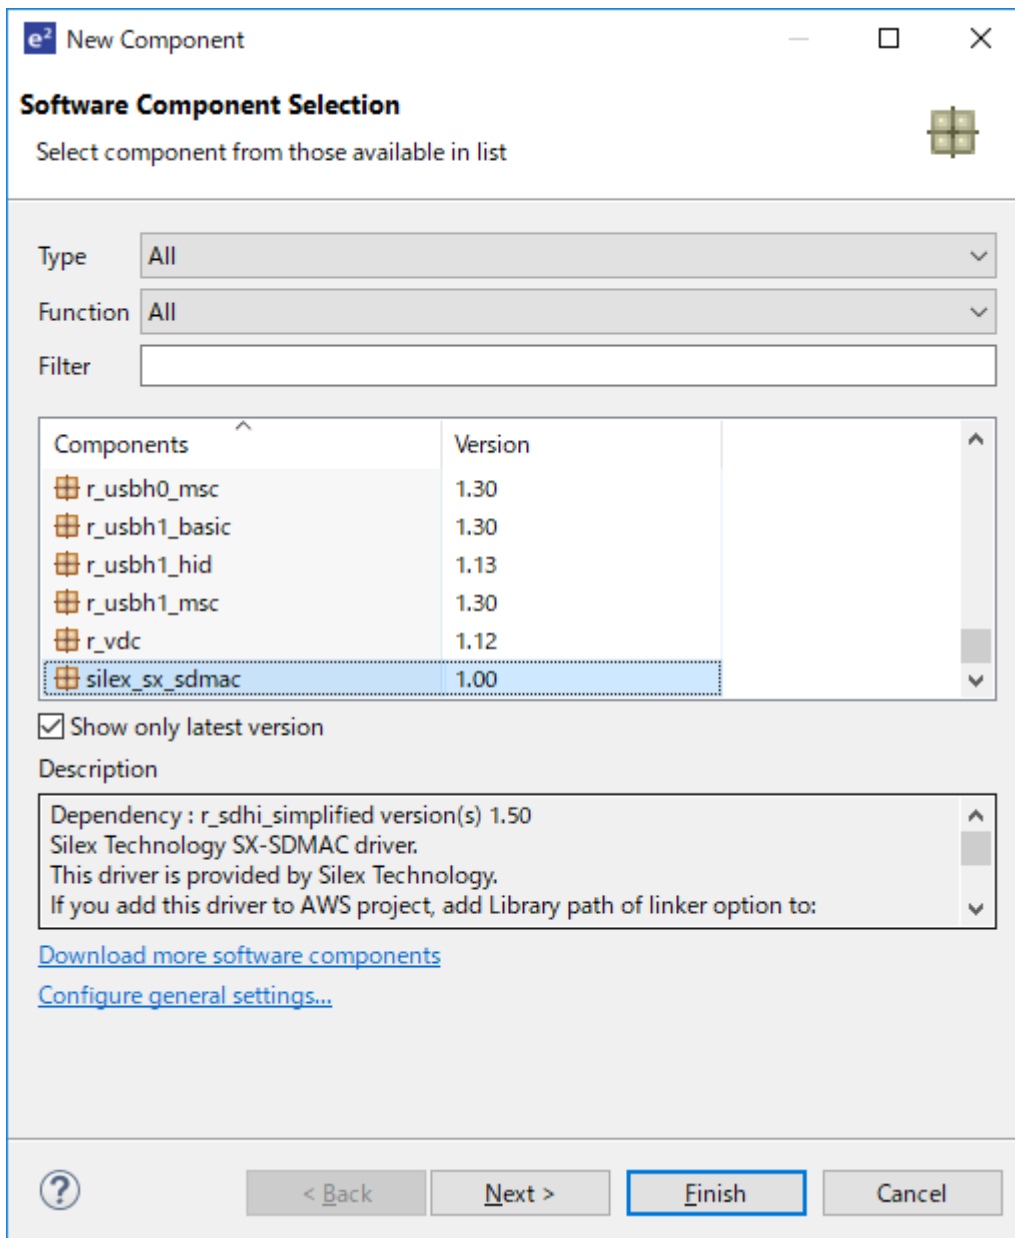 e² New Component
Software Component Selection
Select component from those available in list
Type All
Function All
Filter
Components Version
r_usbh0_msc 1.30
r_usbh1_basic 1.30
r_usbh1_hid 1.13
r_usbh1_msc 1.30
r_vdc 1.12
silex_sx_sdmac 1.00
Show only latest version
Description
Dependency : r_sdhi_simplified version(s) 1.50
Silex Technology SX-SDMAC driver.
This driver is provided by Silex Technology.
If you add this driver to AWS project, add Library path of linker option to:
Download more software components
Configure general settings...
? < Back Next > Finish Cancel